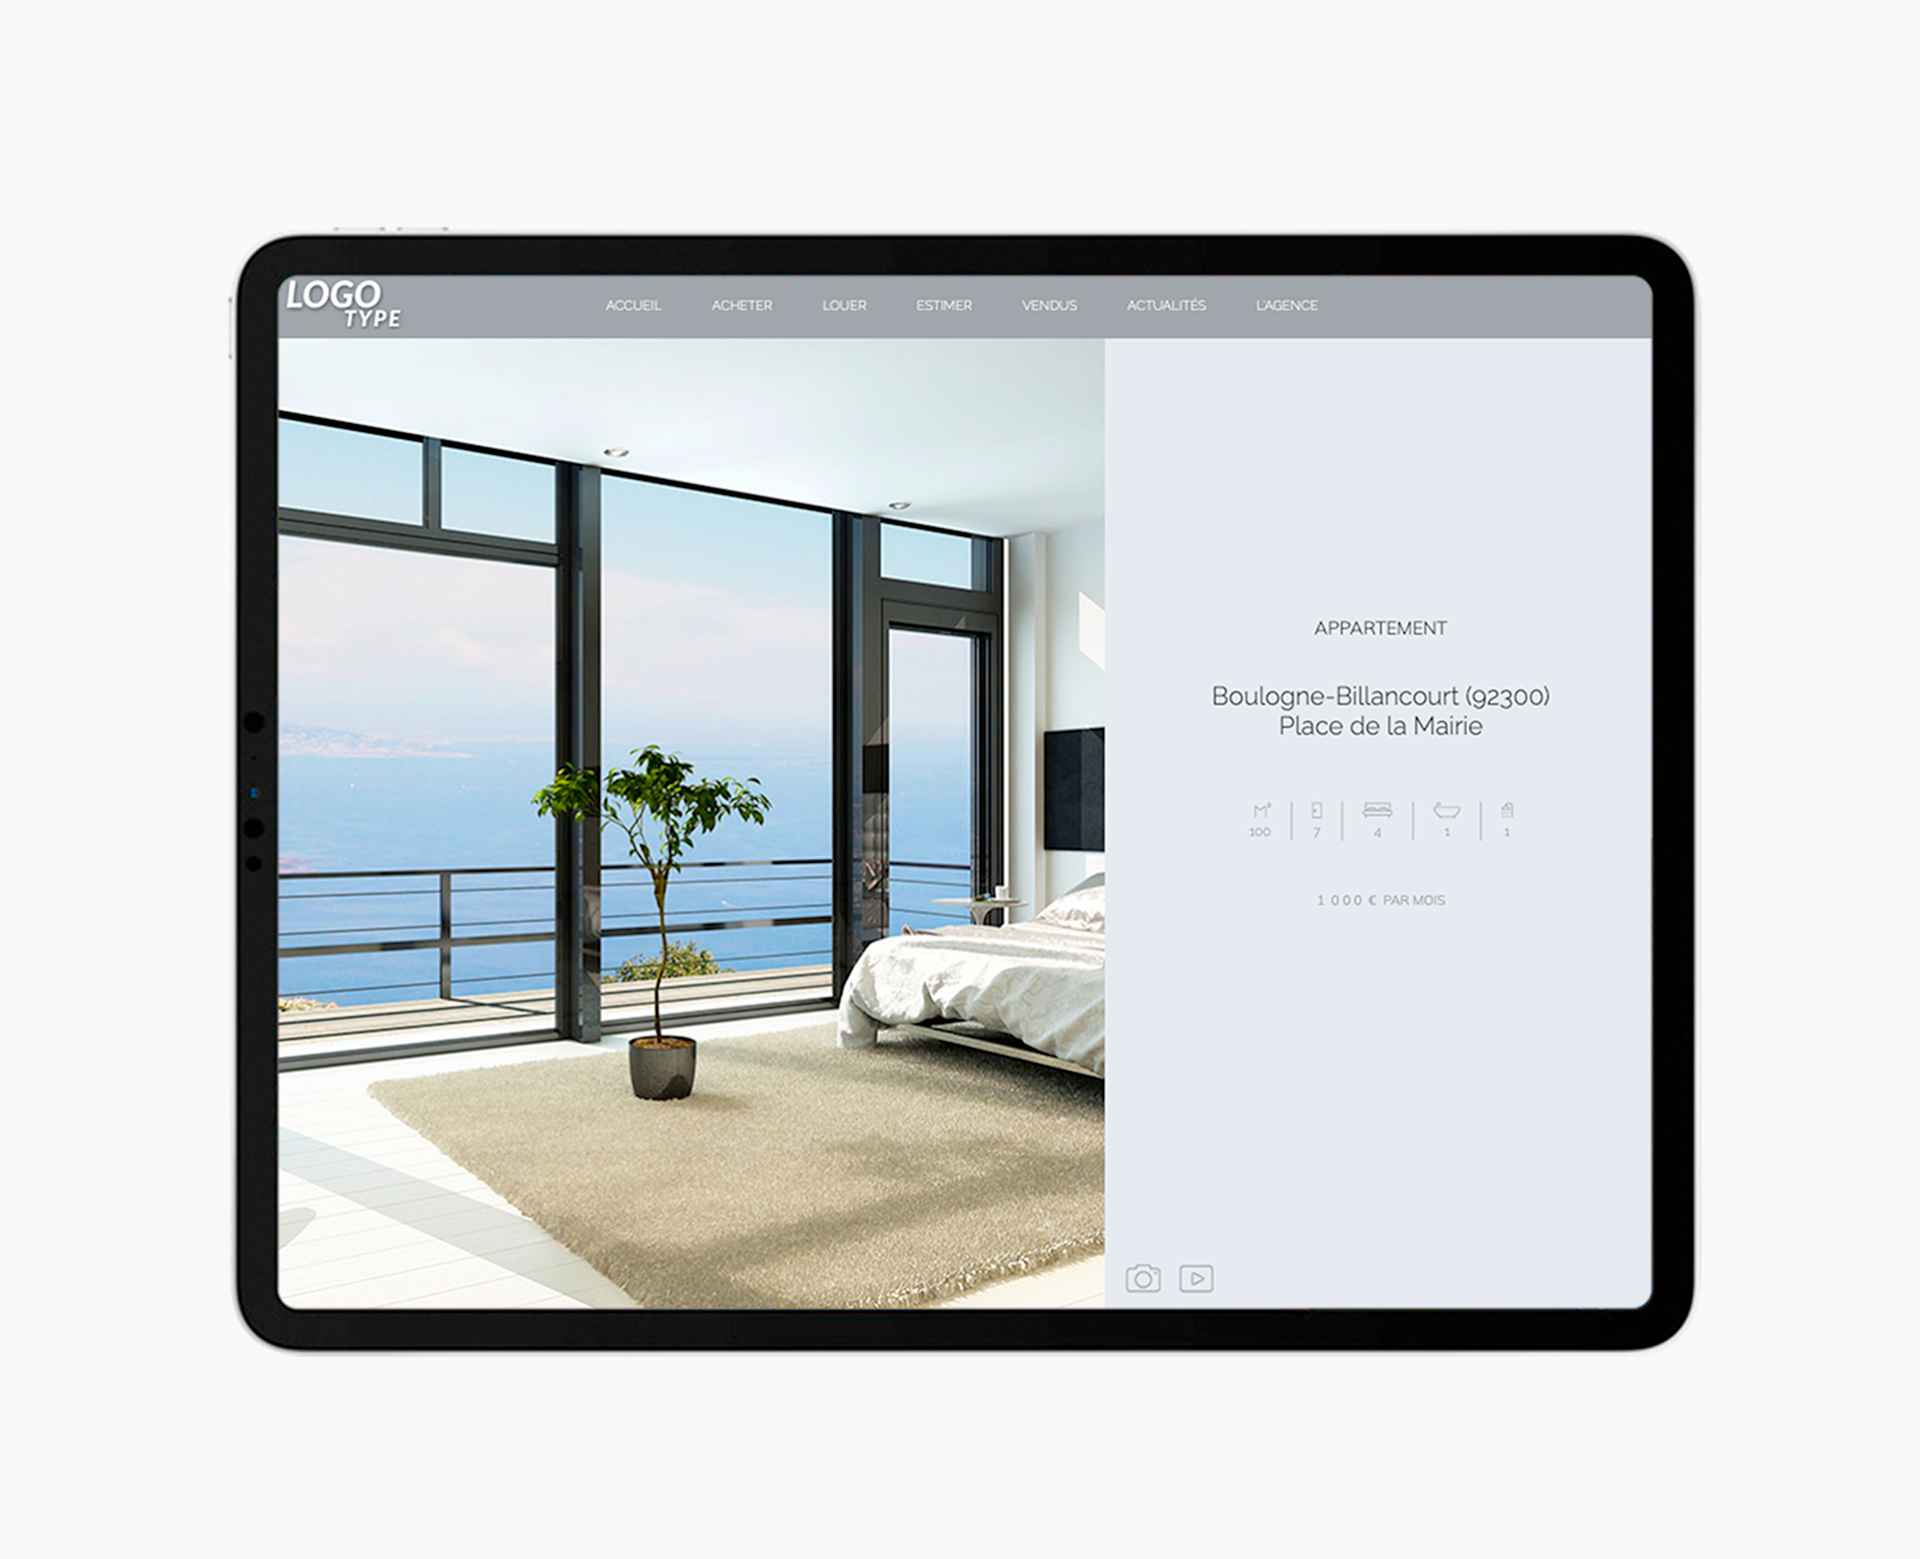 LOGO
TYPE
ACCUEIL ACHETER LOUER ESTIMER VENDUS ACTUALITÉS L'AGENCE
APPARTEMENT
Boulogne-Billancourt (92300)
Place de la Mairie
M²
100 7 4 1 1
1 000 € PAR MOIS